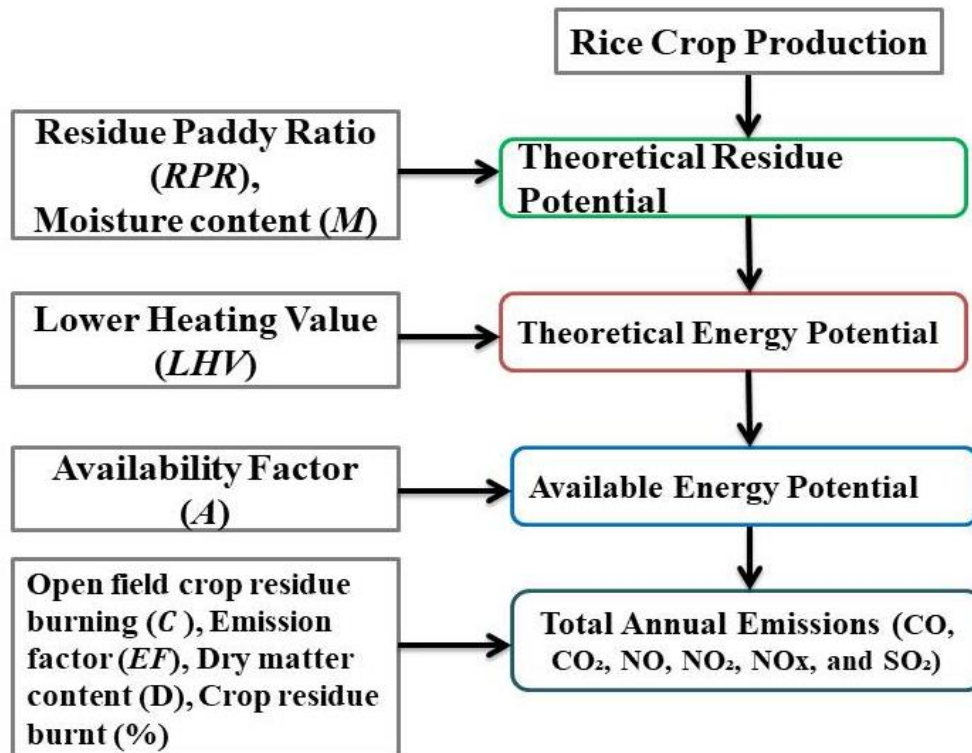 Rice Crop Production
Residue Paddy Ratio
(RPR),
Moisture content (M)
Theoretical Residue
Potential
Lower Heating Value
(LHV)
Theoretical Energy Potential
Availability Factor
(A)
Available Energy Potential
Open field crop residue
burning (C ), Emission
factor (EF), Dry matter
content (D), Crop residue
burnt (%)
Total Annual Emissions (CO,
CO₂, NO, NO₂, NOx, and SO₂)